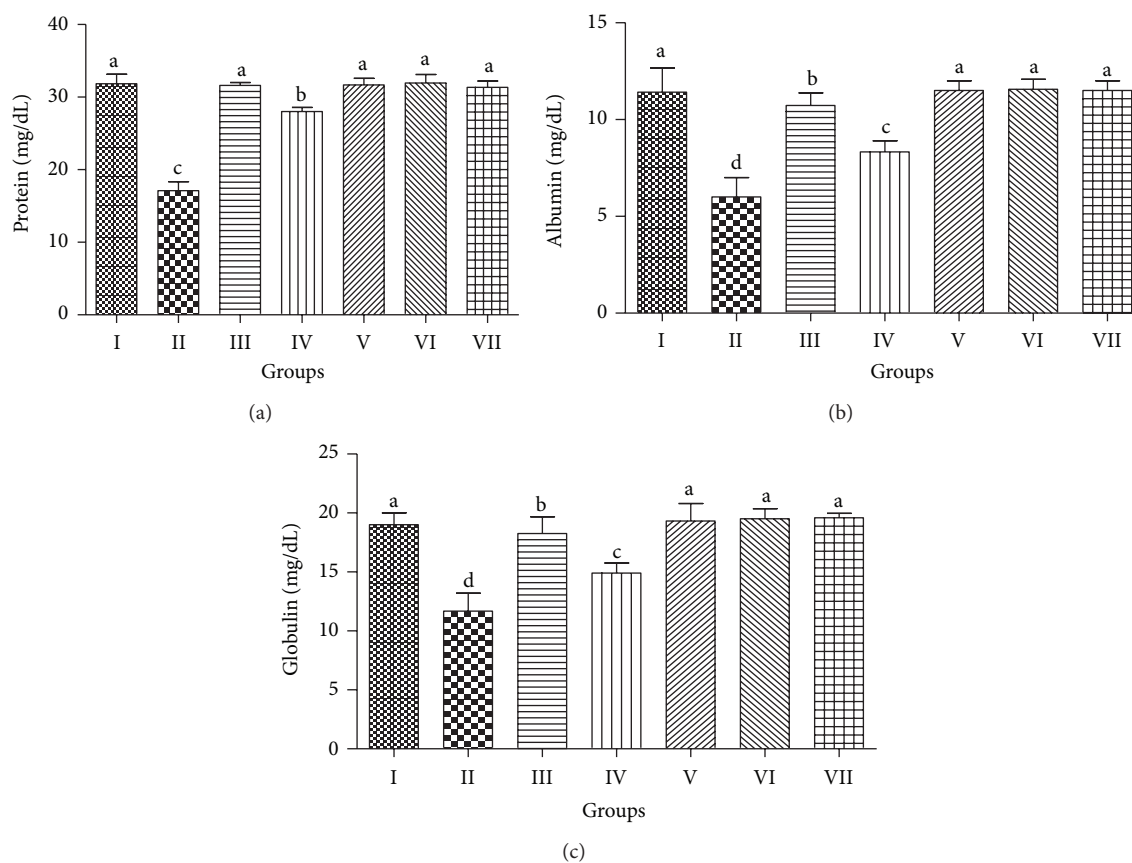 40
30
20
10
0
Protein (mg/dL)
a
c
a
b
a
a
a
I II III IV V VI VII
Groups
(a)
15
10
5
0
Albumin (mg/dL)
a
d
b
c
a
a
a
I II III IV V VI VII
Groups
(b)
25
20
15
10
5
0
Globulin (mg/dL)
a
d
b
c
a
a
a
I II III IV V VI VII
Groups
(c)